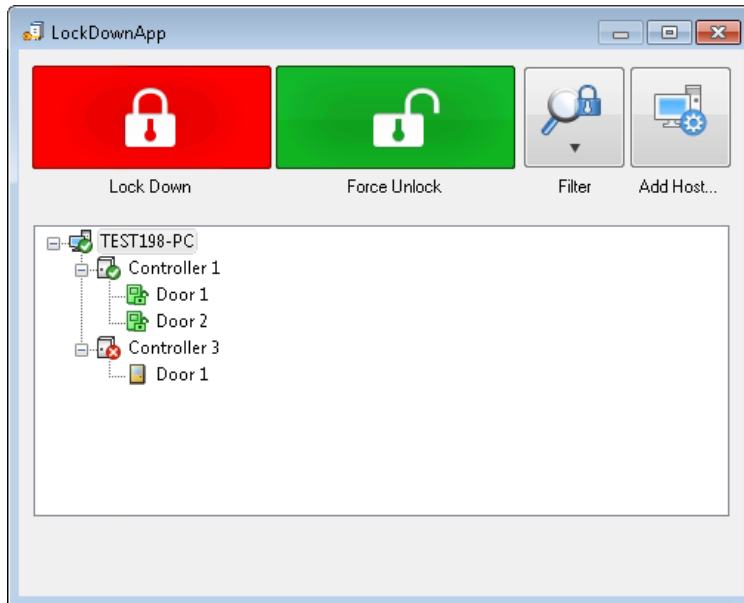 LockDownApp
Lock Down
Force Unlock
Filter
Add Host...
TEST198-PC
Controller 1
Door 1
Door 2
Controller 3
Door 1